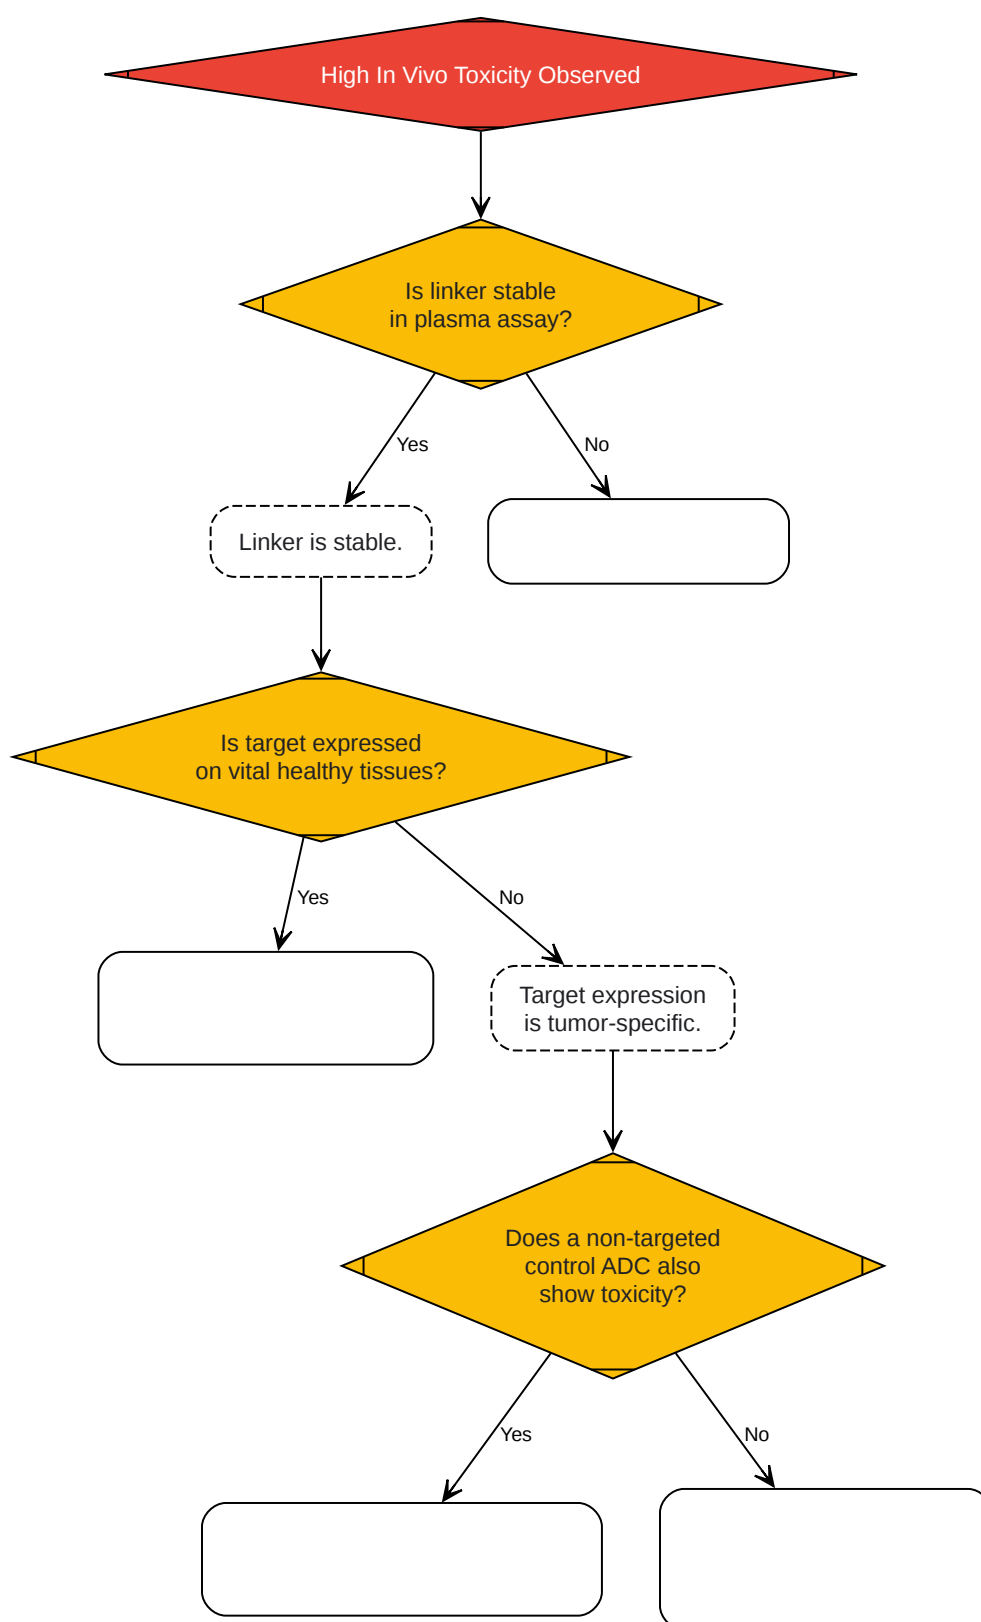 High In Vivo Toxicity Observed
Is linker stable
in plasma assay?
Yes
No
Linker is stable.
Is target expressed
on vital healthy tissues?
Yes
No
Target expression
is tumor-specific.
Does a non-targeted
control ADC also
show toxicity?
Yes
No